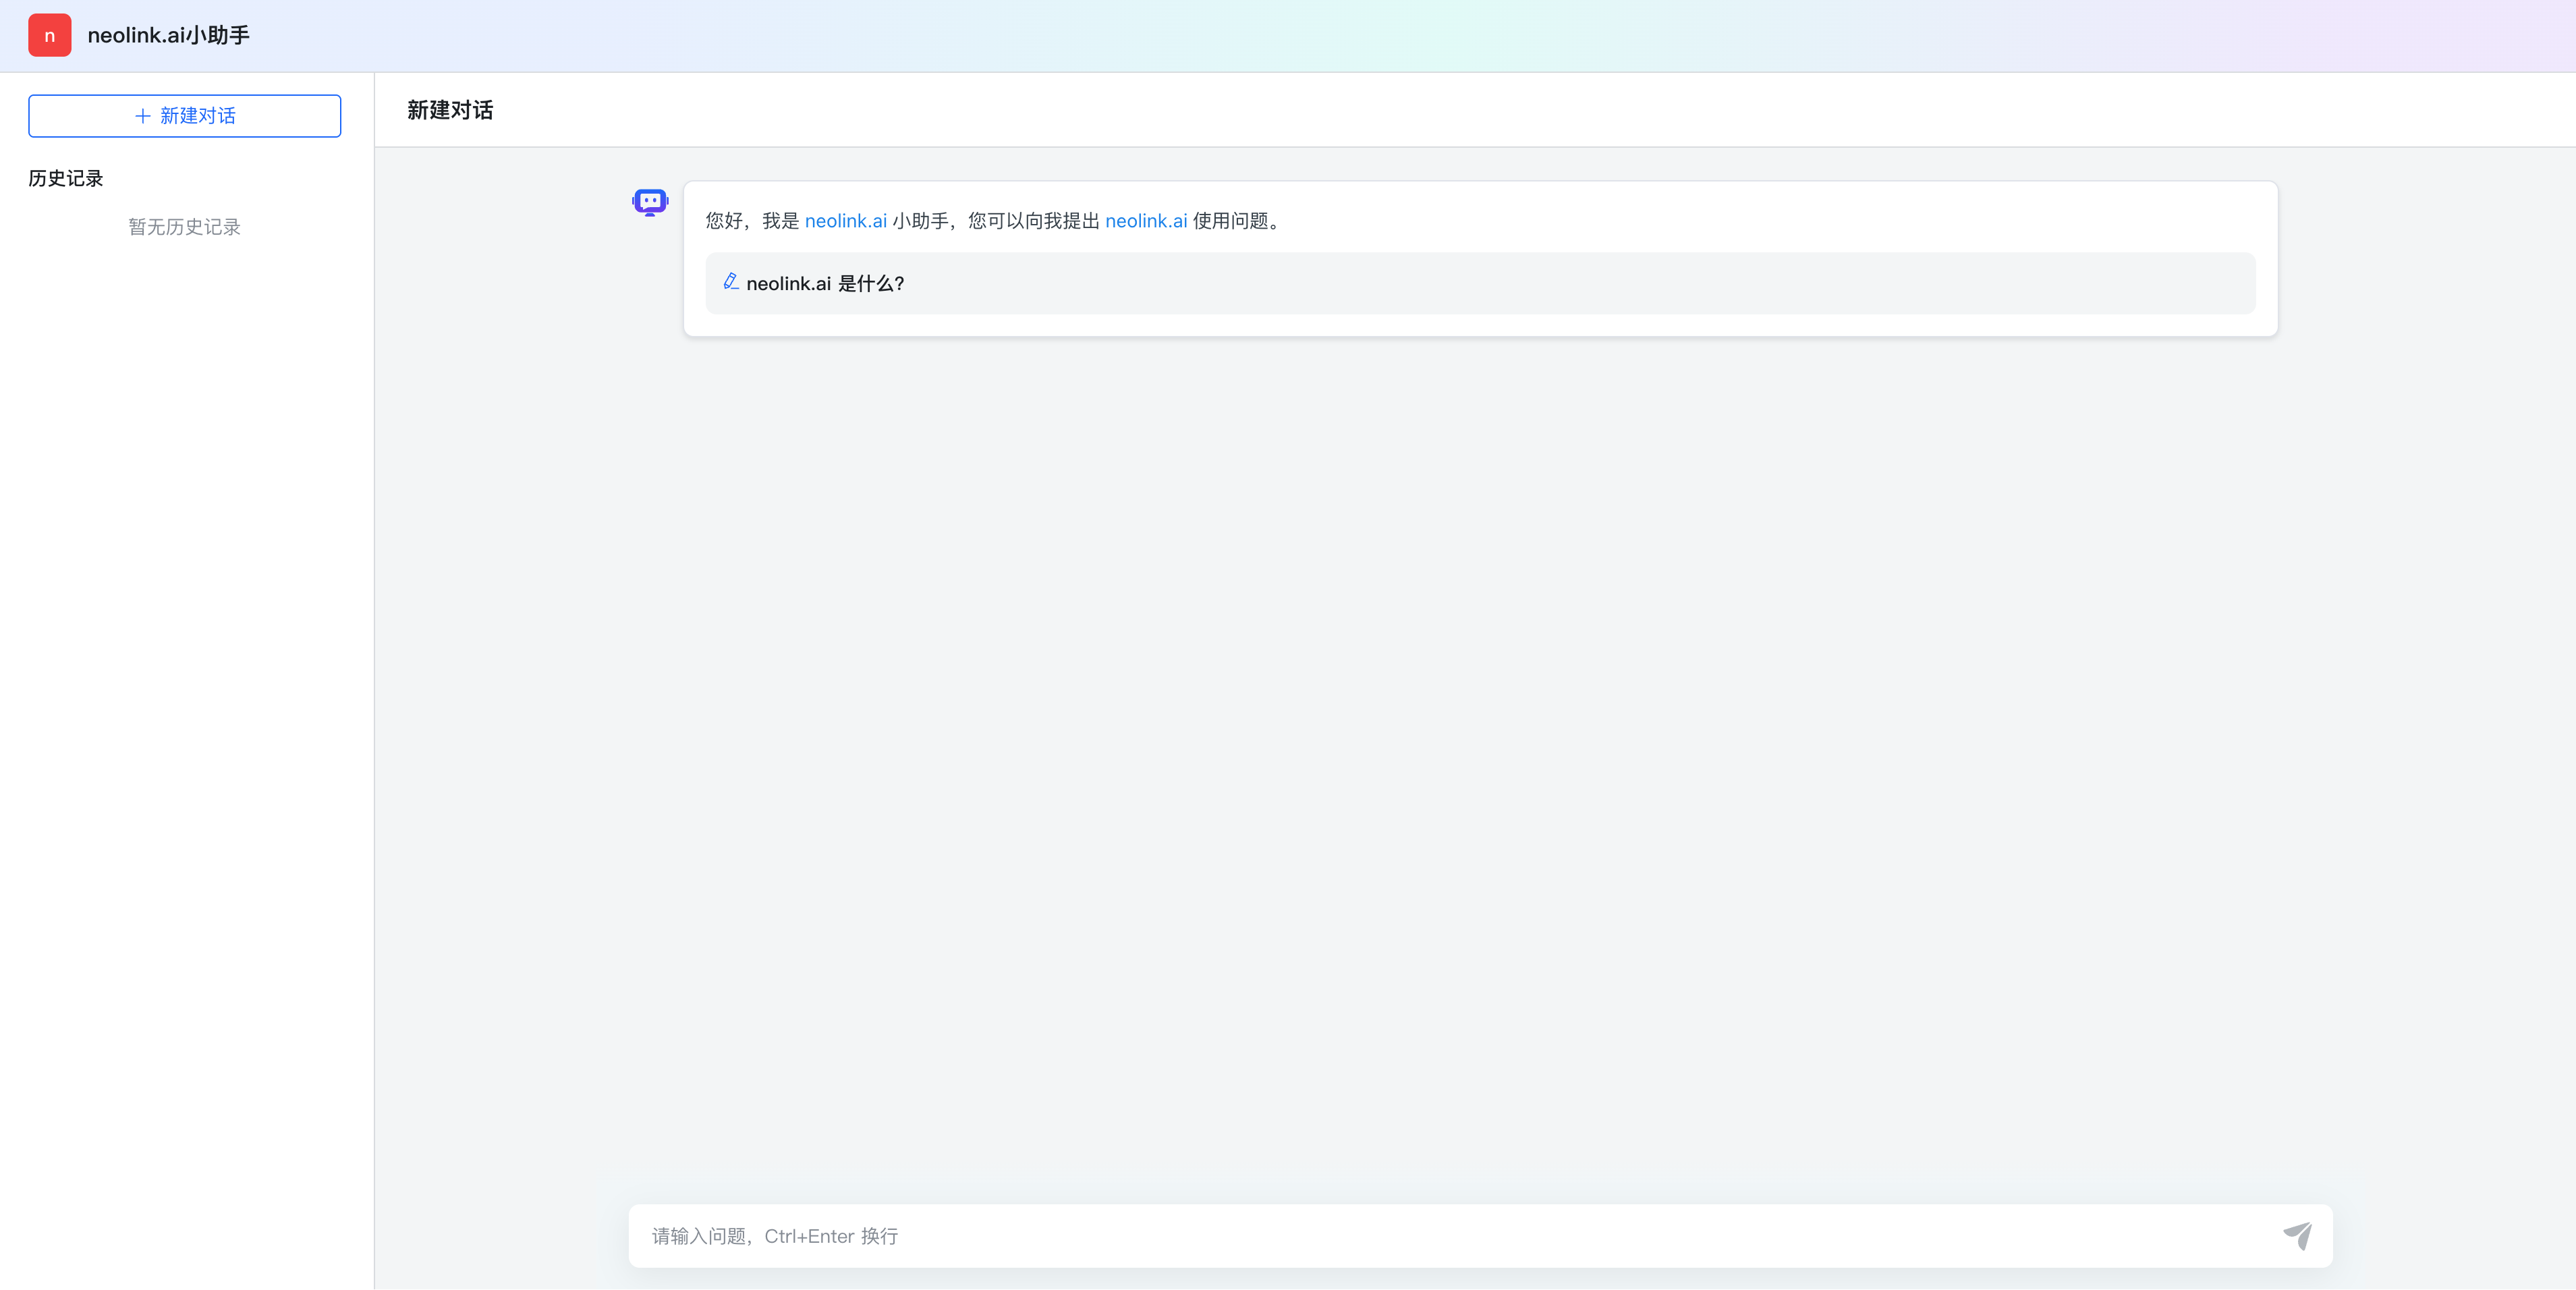 n
neolink.ai小助手
新建对话
历史记录
暂无历史记录
新建对话
您好，我是 neolink.ai 小助手，您可以向我提出 neolink.ai 使用问题。
neolink.ai 是什么?
请输入问题，Ctrl+Enter 换行